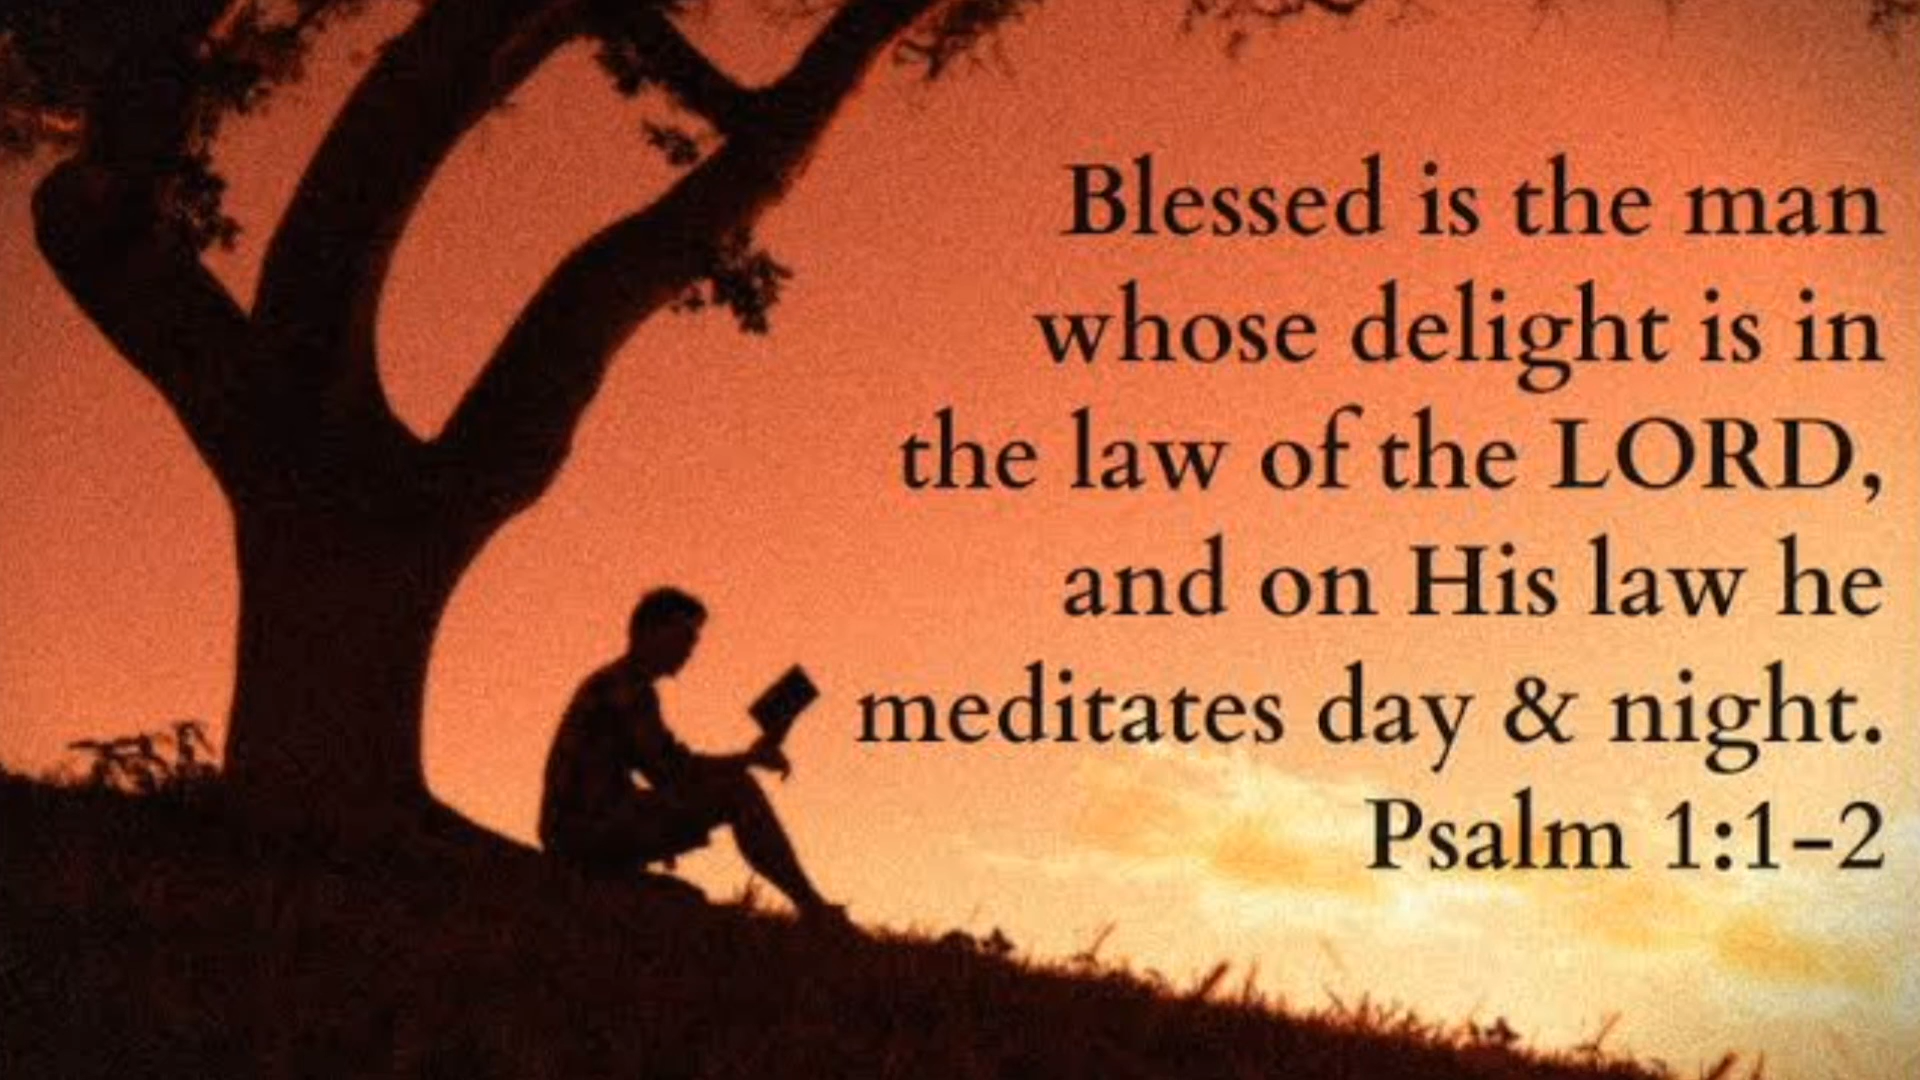 Blessed is the man
whose delight is in
the law of the LORD,
and on His law he
meditates day & night.
Psalm 1:1-2